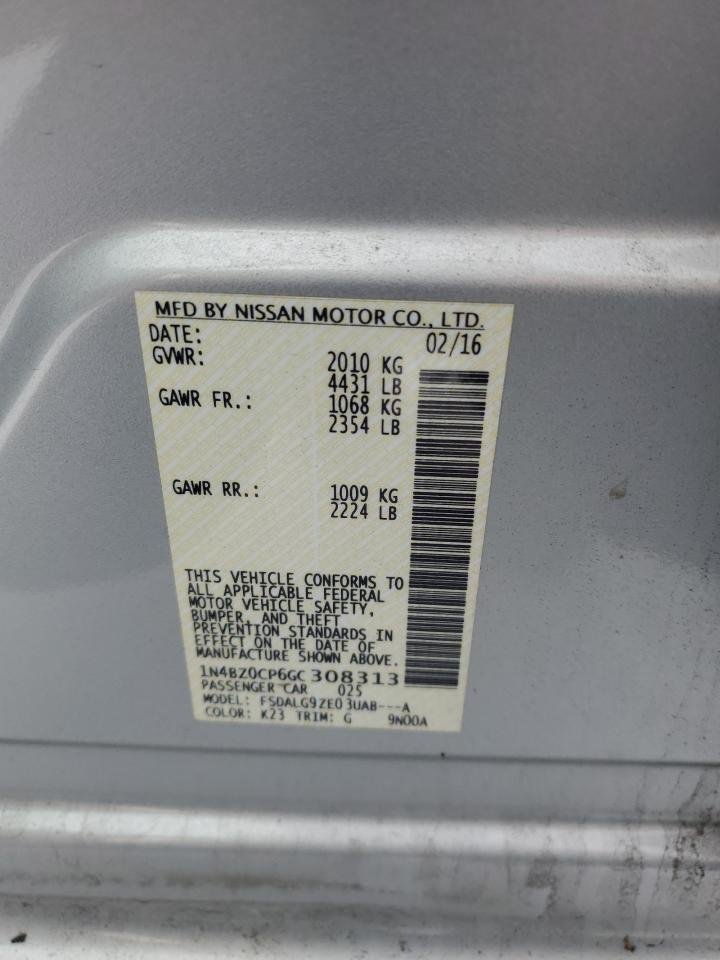 MFD BY NISSAN MOTOR CO., LTD.
DATE: 02/16
GVWR: 2010 KG
4431 LB
GAWR FR.: 1068 KG
2354 LB
GAWR RR.: 1009 KG
2224 LB
THIS VEHICLE CONFORMS TO
ALL APPLICABLE FEDERAL
MOTOR VEHICLE SAFETY,
BUMPER, AND THEFT
PREVENTION STANDARDS IN
EFFECT ON THE DATE OF
MANUFACTURE SHOWN ABOVE.
1N4BZ0CP6GC308313
PASSENGER CAR 025
MODEL: FSDALG9ZE03UAB---A
COLOR: K23 TRIM: G 9N00A